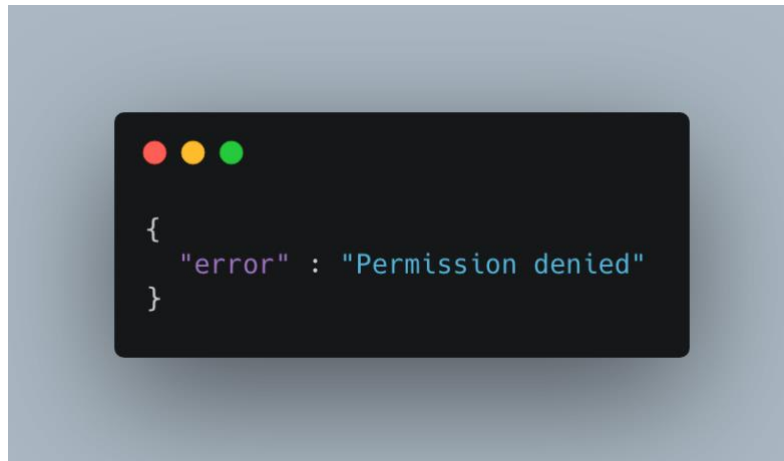 {
"error" : "Permission denied"
}